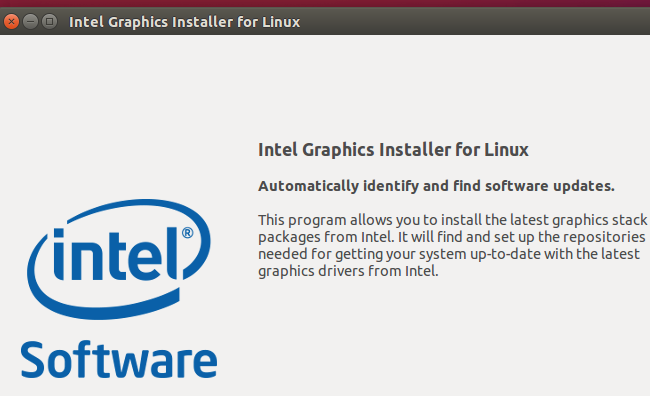 Intel Graphics Installer for Linux
Intel Graphics Installer for Linux
Automatically identify and find software updates.
This program allows you to install the latest graphics stack
packages from Intel. It will find and set up the repositories
needed for getting your system up-to-date with the latest
graphics drivers from Intel.
intel®
Software